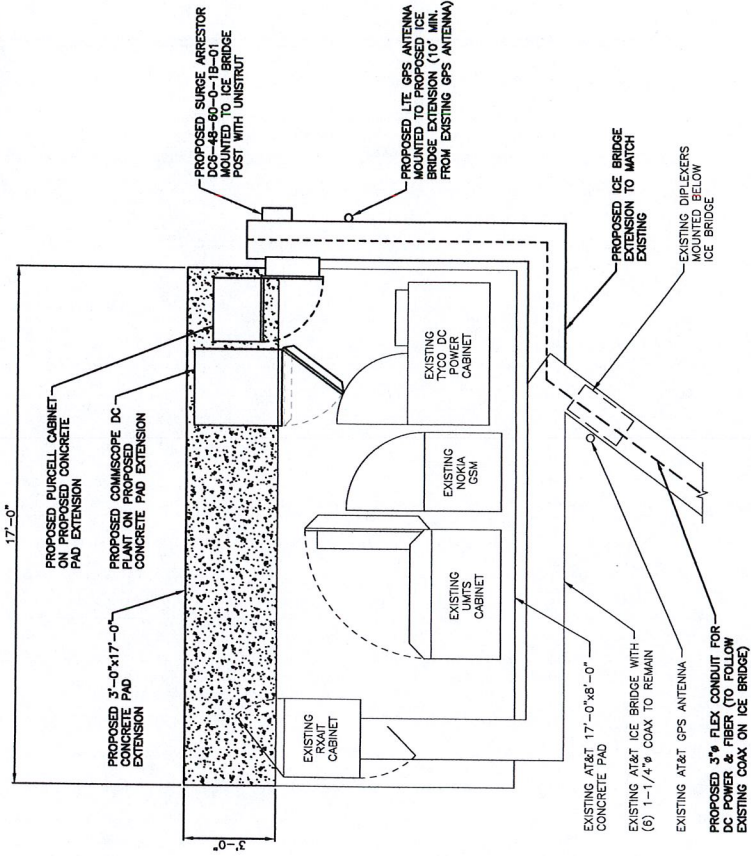 17'-0"
3'-0"
PROPOSED PURCELL CABINET
ON PROPOSED CONCRETE
PAD EXTENSION
PROPOSED COMMSCOPE DC
PLANT ON PROPOSED
CONCRETE PAD EXTENSION
PROPOSED 3'-0"x17'-0"
CONCRETE PAD
EXTENSION
PROPOSED SURGE ARRESTOR
DC6-48-60-0-1B-01
MOUNTED TO ICE BRIDGE
POST WITH UNISTRUT
PROPOSED LTE GPS ANTENNA
MOUNTED TO PROPOSED ICE
BRIDGE EXTENSION (10' MIN.
FROM EXISTING GPS ANTENNA)
EXISTING
RXAIT
CABINET
EXISTING
UMTS
CABINET
EXISTING
NOKIA
GSM
EXISTING
TYCO DC
POWER
CABINET
PROPOSED ICE BRIDGE
EXTENSION TO MATCH
EXISTING
EXISTING DIPLEXERS
MOUNTED BELOW
ICE BRIDGE
EXISTING AT&T 17'-0"x8'-0"
CONCRETE PAD
EXISTING AT&T ICE BRIDGE WITH
(6) 1-1/4"ø COAX TO REMAIN
EXISTING AT&T GPS ANTENNA
PROPOSED 3"ø FLEX CONDUIT FOR
DC POWER & FIBER (TO FOLLOW
EXISTING COAX ON ICE BRIDGE)